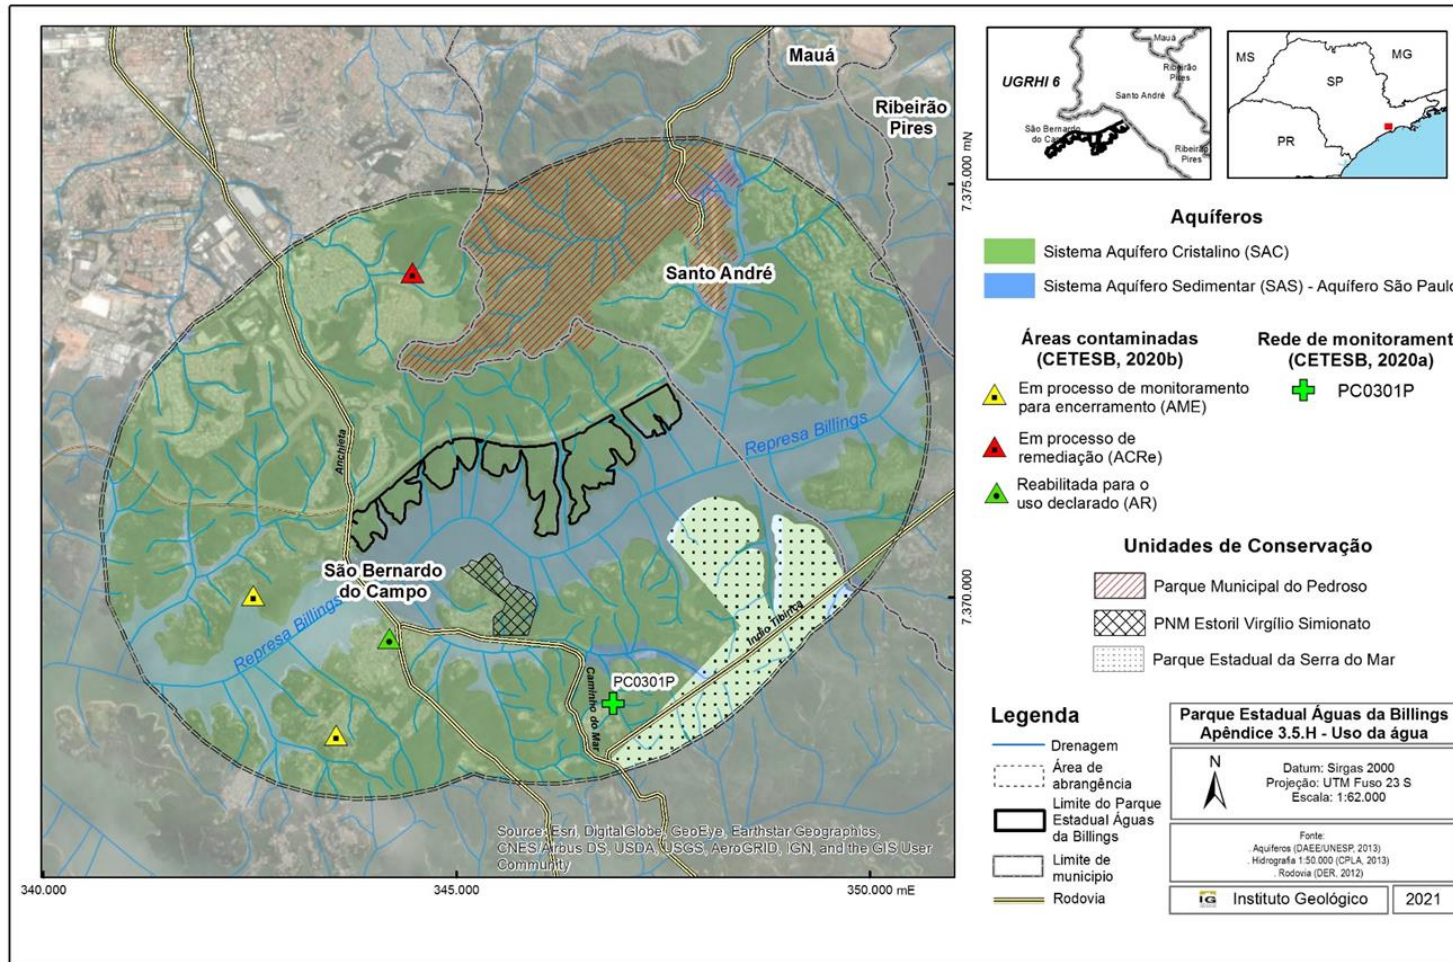 Mauá
Ribeirão
Pires
Santo André
Anchieta
Represa Billings
São Bernardo
do Campo
Represa Billings
Índio Tibiriçá
Caminho do Mar
PC0301P
Source: Esri, DigitalGlobe, GeoEye, Earthstar Geographics,
CNES/Airbus DS, USDA, USGS, AeroGRID, IGN, and the GIS User
Community
340.000
345.000
350.000 mE
7.375.000 mN
7.370.000
UGRHI 6
Mauá
Ribeirão
Pires
Santo André
São Bernardo
do Campo
Ribeirão
Pires
MS
MG
SP
PR
Aquíferos
Sistema Aquífero Cristalino (SAC)
Sistema Aquífero Sedimentar (SAS) - Aquífero São Paulo
Áreas contaminadas
(CETESB, 2020b)
Em processo de monitoramento
para encerramento (AME)
Em processo de
remediação (ACRe)
Reabilitada para o
uso declarado (AR)
Rede de monitorament
(CETESB, 2020a)
PC0301P
Unidades de Conservação
Parque Municipal do Pedroso
PNM Estoril Virgílio Simionato
Parque Estadual da Serra do Mar
Legenda
Drenagem
Área de
abrangência
Limite do Parque
Estadual Águas
da Billings
Limite de
municipio
Rodovia
Parque Estadual Águas da Billings
Apêndice 3.5.H - Uso da água
N
Datum: Sirgas 2000
Projeção: UTM Fuso 23 S
Escala: 1:62.000
Fonte:
. Aquíferos (DAEE/UNESP, 2013)
. Hidrografia 1:50.000 (CPLA, 2013)
. Rodovia (DER, 2012)
IG
Instituto Geológico
2021